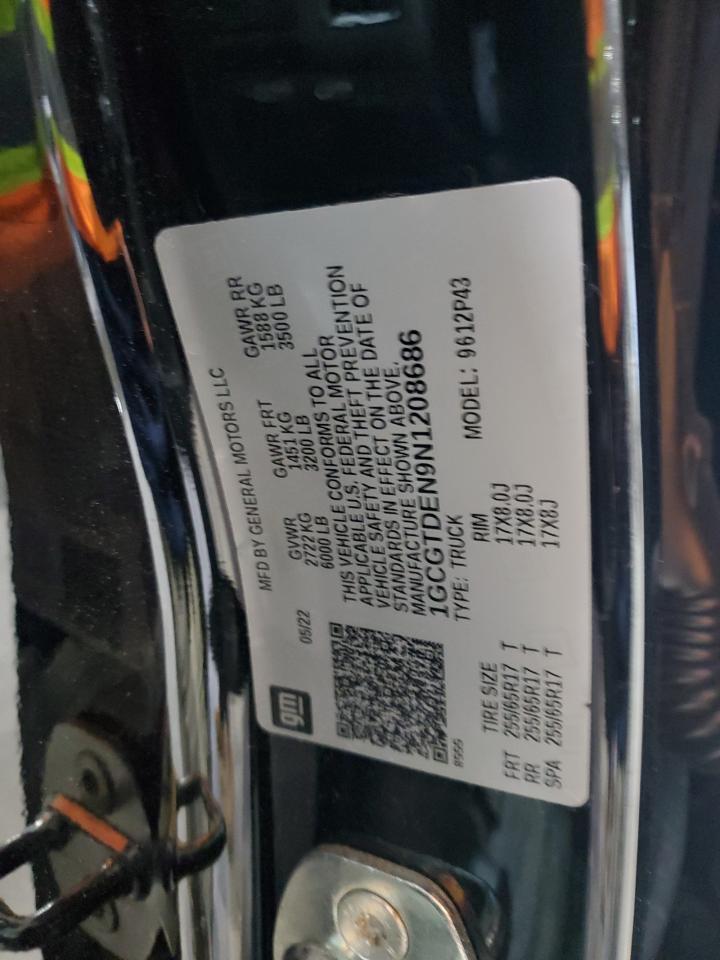 gm
MFD BY GENERAL MOTORS LLC
05/22
GVWR GAWR FRT GAWR RR
2722 KG 1451 KG 1588 KG
6000 LB 3200 LB 3500 LB
THIS VEHICLE CONFORMS TO ALL
APPLICABLE U.S. FEDERAL MOTOR
VEHICLE SAFETY AND THEFT PREVENTION
STANDARDS IN EFFECT ON THE DATE OF
MANUFACTURE SHOWN ABOVE.
1GCGTDEN9N1208686
TYPE: TRUCK MODEL: 9612P43
TIRE SIZE RIM
FRT 255/65R17 T 17X8.0J
RR 255/65R17 T 17X8.0J
SPA 255/65R17 T 17X8J